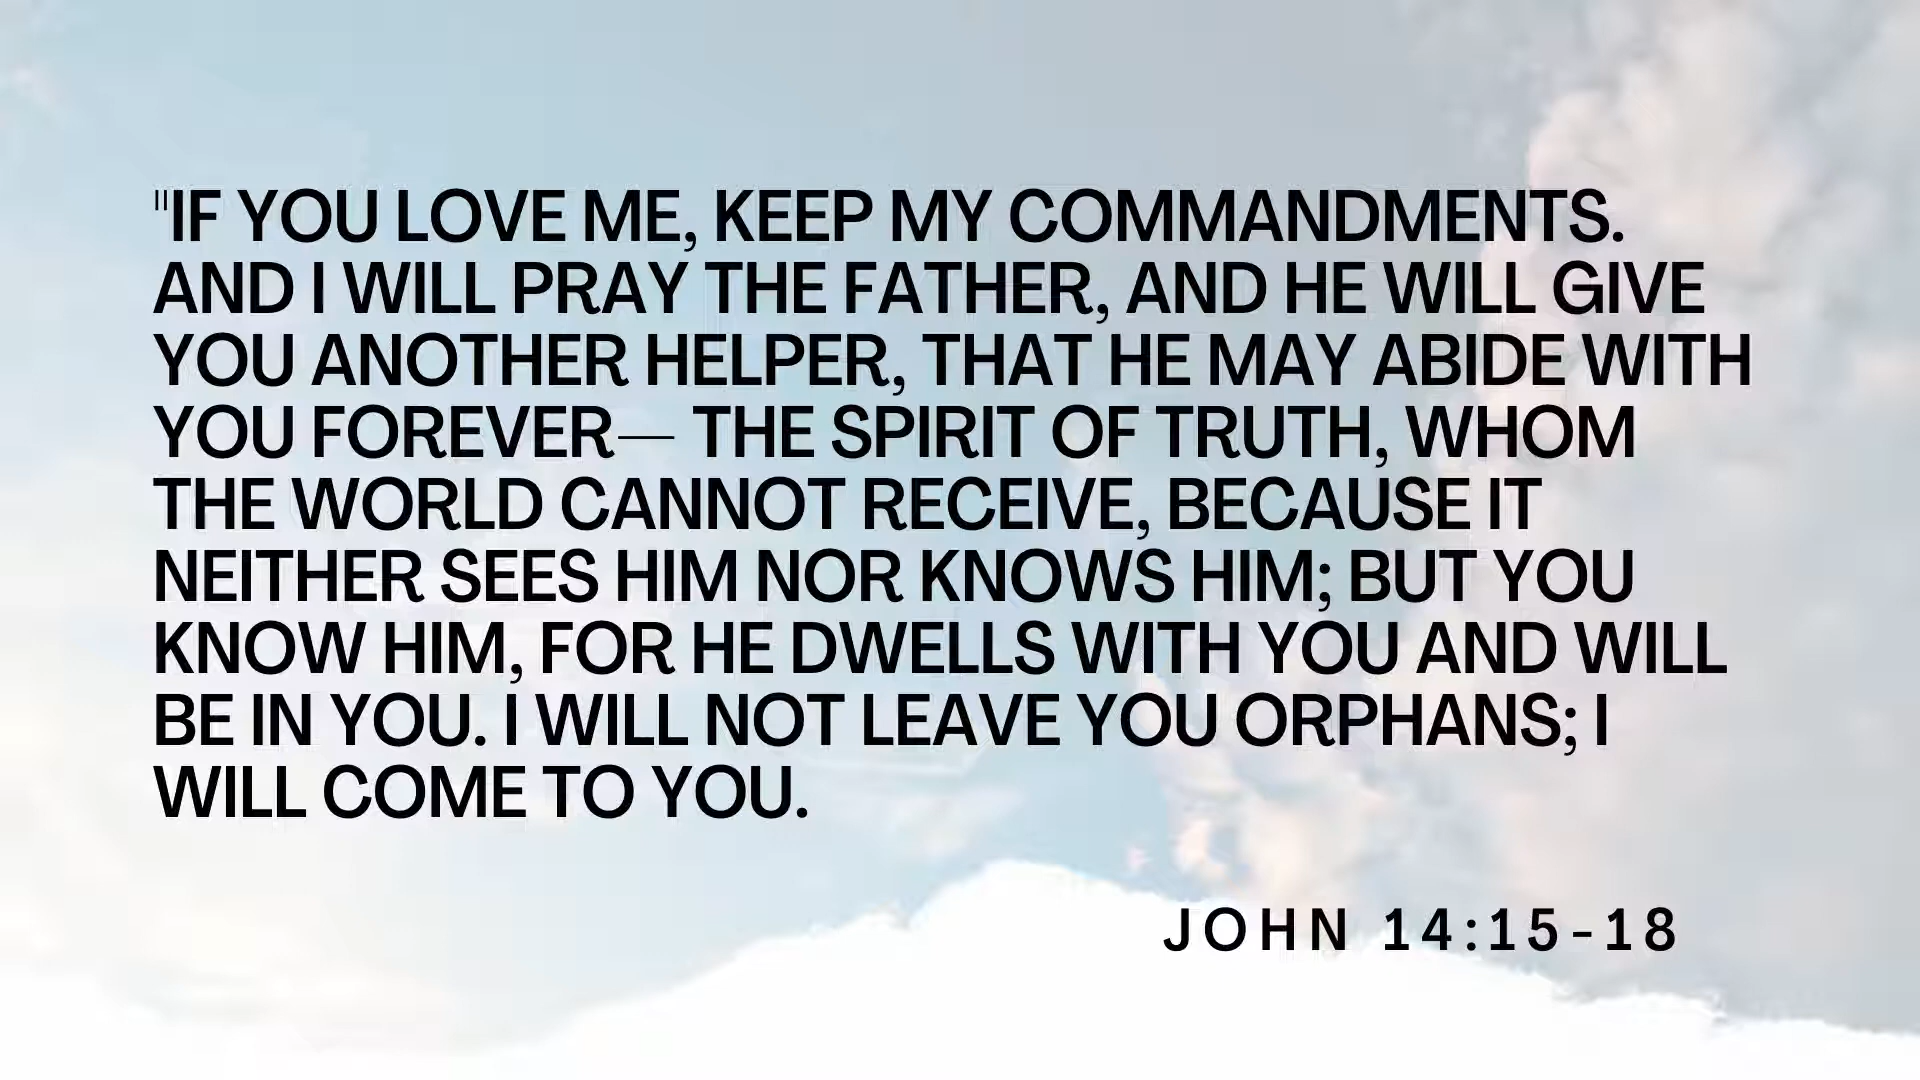 "IF YOU LOVE ME, KEEP MY COMMANDMENTS.
AND I WILL PRAY THE FATHER, AND HE WILL GIVE
YOU ANOTHER HELPER, THAT HE MAY ABIDE WITH
YOU FOREVER— THE SPIRIT OF TRUTH, WHOM
THE WORLD CANNOT RECEIVE, BECAUSE IT
NEITHER SEES HIM NOR KNOWS HIM; BUT YOU
KNOW HIM, FOR HE DWELLS WITH YOU AND WILL
BE IN YOU. I WILL NOT LEAVE YOU ORPHANS; I
WILL COME TO YOU.
JOHN 14:15-18